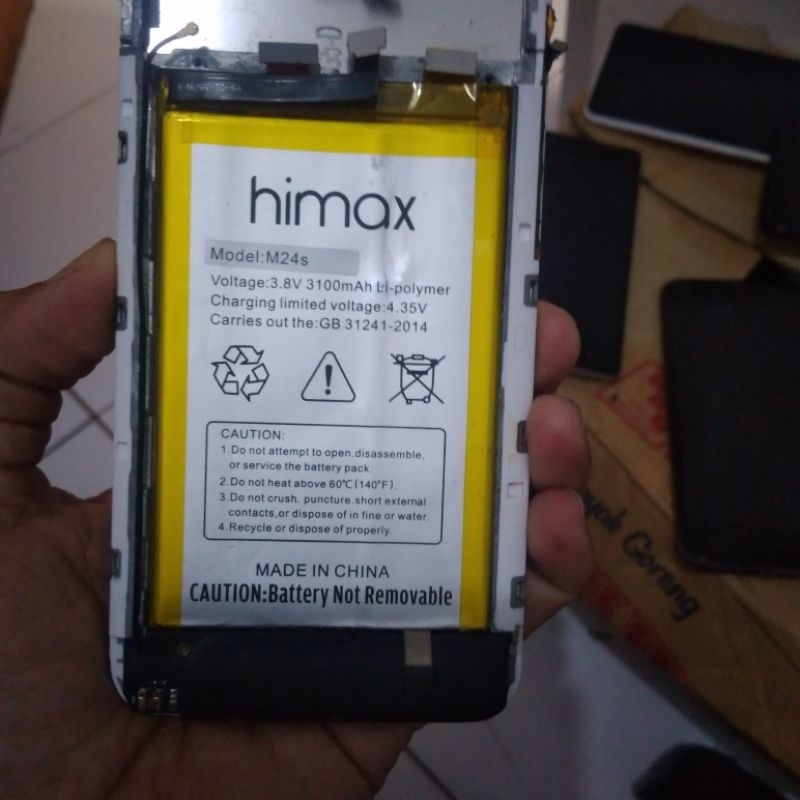 himax
Model:M24s
Voltage:3.8V 3100mAh Li-polymer
Charging limited voltage:4.35V
Carries out the:GB 31241-2014
CAUTION:
1.Do not attempt to open.disassemble,
or service the battery pack.
2.Do not heat above 60℃(140℉).
3.Do not crush. puncture.short external
contacts,or dispose of in fine or water.
4.Recycle or dispose of properly.
MADE IN CHINA
CAUTION:Battery Not Removable
Goreng